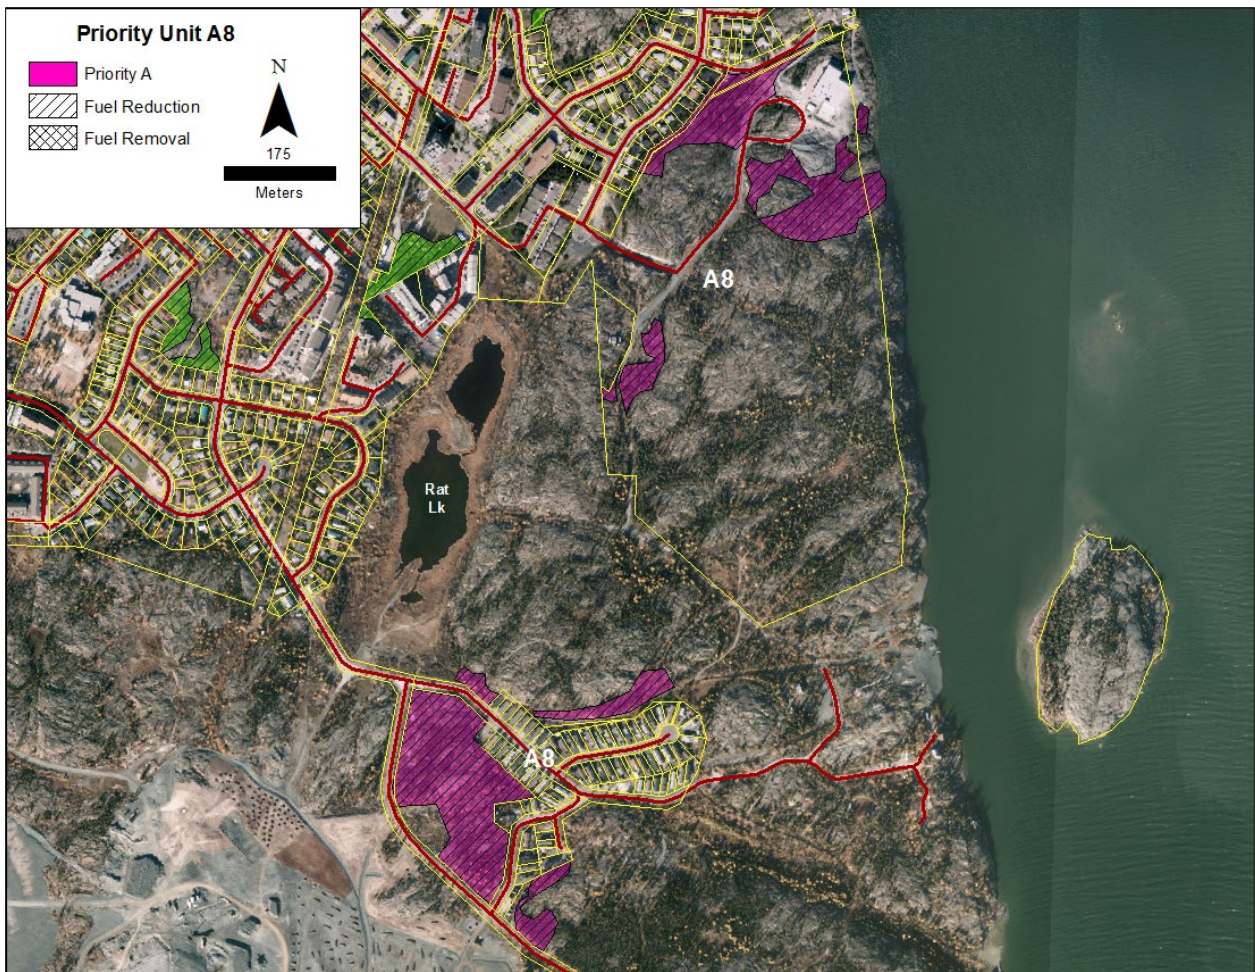 Priority Unit A8
Priority A
Fuel Reduction
Fuel Removal
N
175
Meters
A8
Rat
Lk
A8